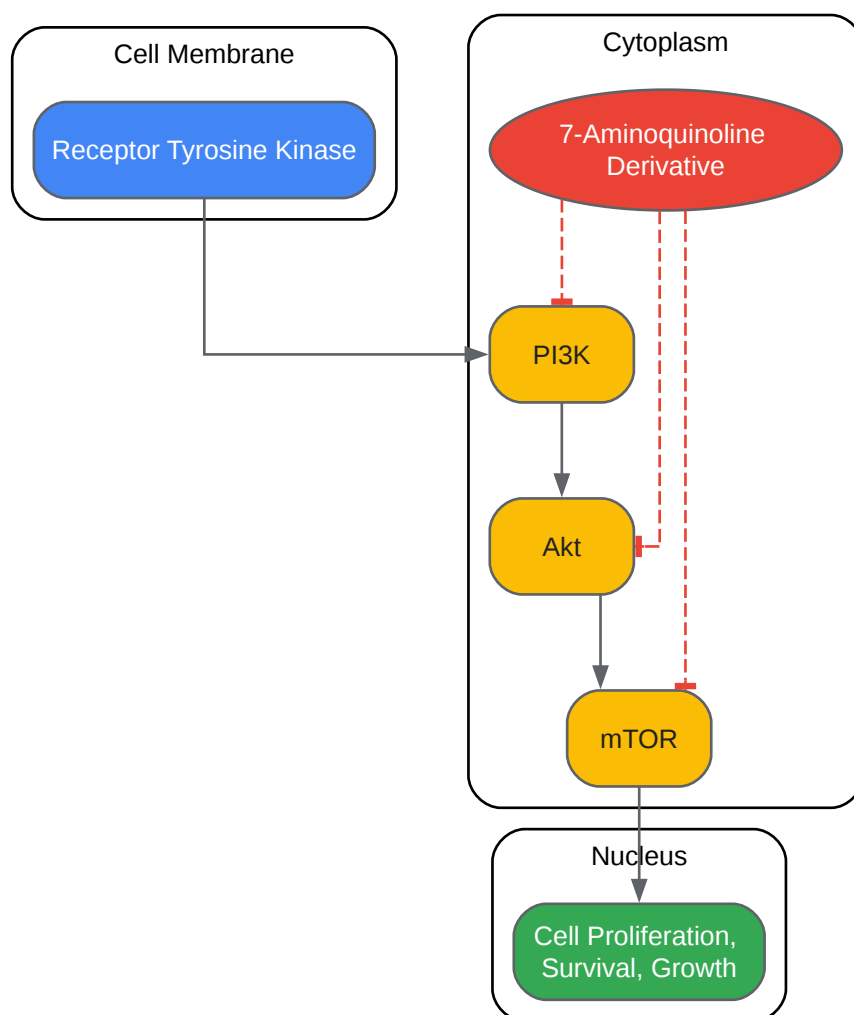 Cell Membrane
Receptor Tyrosine Kinase
Cytoplasm
7-Aminoquinoline
Derivative
PI3K
Akt
mTOR
Nucleus
Cell Proliferation,
Survival, Growth